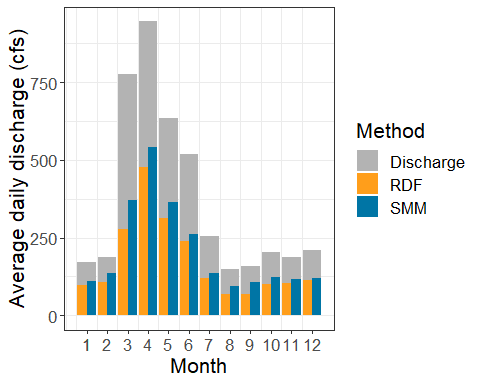 Average daily discharge (cfs)
750
500
250
0
1 2 3 4 5 6 7 8 9 10 11 12
Month
Method
Discharge
RDF
SMM